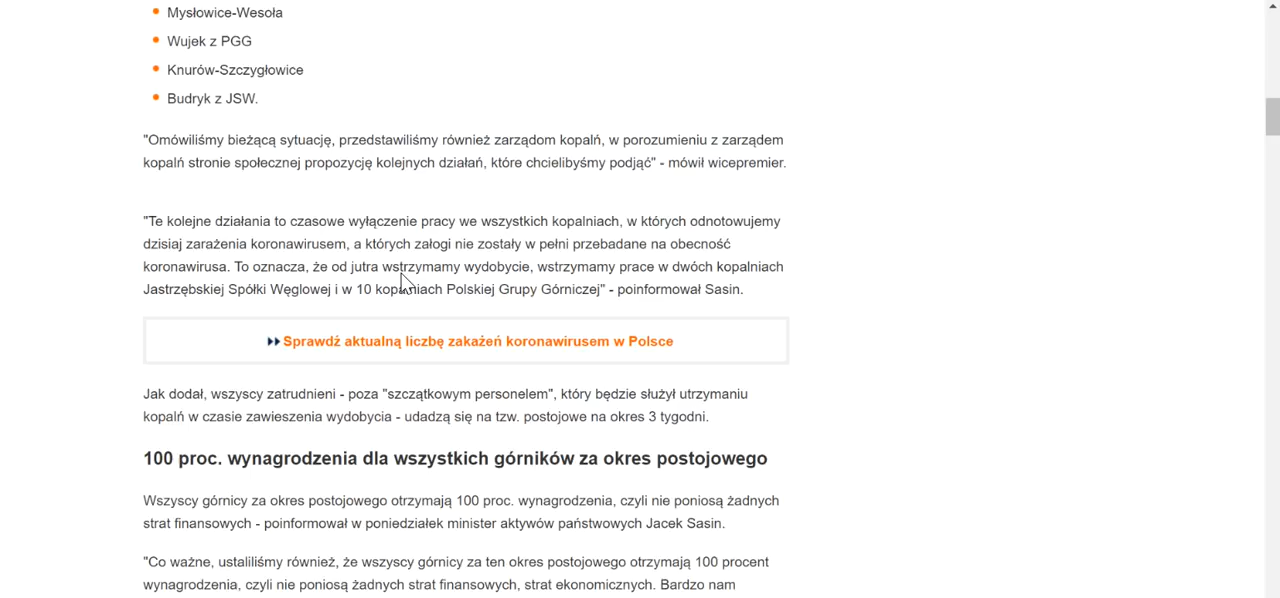 Mysłowice-Wesoła
Wujek z PGG
Knurów-Szczygłowice
Budryk z JSW.
"Omówiliśmy bieżącą sytuację, przedstawiliśmy również zarządom kopalń, w porozumieniu z zarządem
kopalń stronie społecznej propozycję kolejnych działań, które chcielibyśmy podjąć" - mówił wicepremier.
"Te kolejne działania to czasowe wyłączenie pracy we wszystkich kopalniach, w których odnotowujemy
dzisiaj zarażenia koronawirusem, a których załogi nie zostały w pełni przebadane na obecność
koronawirusa. To oznacza, że od jutra wstrzymamy wydobycie, wstrzymamy prace w dwóch kopalniach
Jastrzębskiej Spółki Węglowej i w 10 kopalniach Polskiej Grupy Górniczej" - poinformował Sasin.
Sprawdź aktualną liczbę zakażeń koronawirusem w Polsce
Jak dodał, wszyscy zatrudnieni - poza "szczątkowym personelem", który będzie służył utrzymaniu
kopalń w czasie zawieszenia wydobycia - udadzą się na tzw. postojowe na okres 3 tygodni.
100 proc. wynagrodzenia dla wszystkich górników za okres postojowego
Wszyscy górnicy za okres postojowego otrzymają 100 proc. wynagrodzenia, czyli nie poniosą żadnych
strat finansowych - poinformował w poniedziałek minister aktywów państwowych Jacek Sasin.
"Co ważne, ustaliliśmy również, że wszyscy górnicy za ten okres postojowego otrzymają 100 procent
wynagrodzenia, czyli nie poniosą żadnych strat finansowych, strat ekonomicznych. Bardzo nam